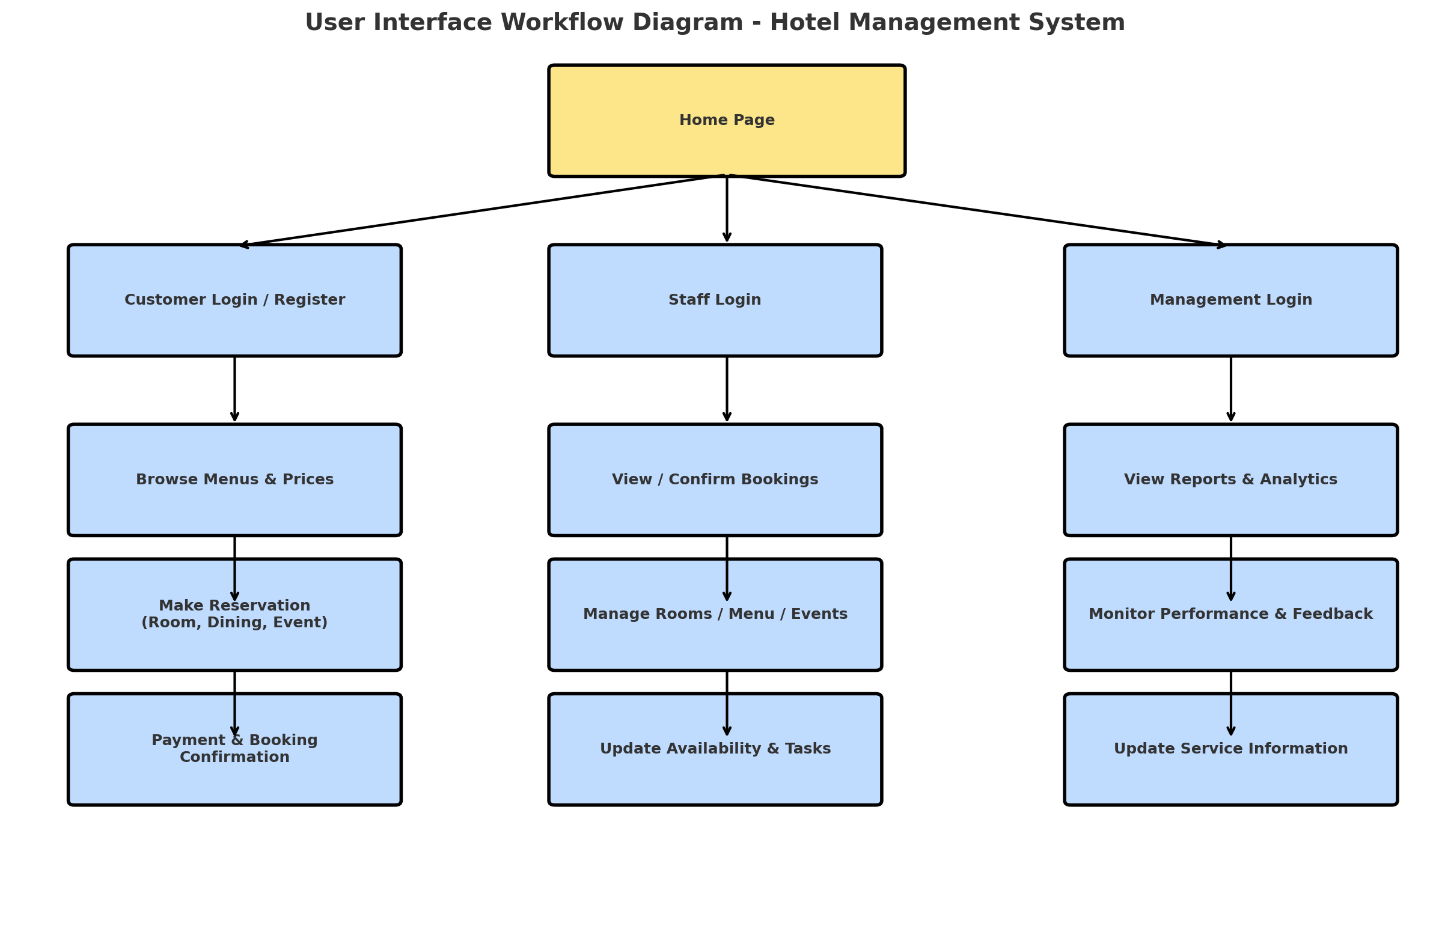 User Interface Workflow Diagram - Hotel Management System
Home Page
Customer Login / Register
Staff Login
Management Login
Browse Menus & Prices
View / Confirm Bookings
View Reports & Analytics
Make Reservation
(Room, Dining, Event)
Manage Rooms / Menu / Events
Monitor Performance & Feedback
Payment & Booking
Confirmation
Update Availability & Tasks
Update Service Information